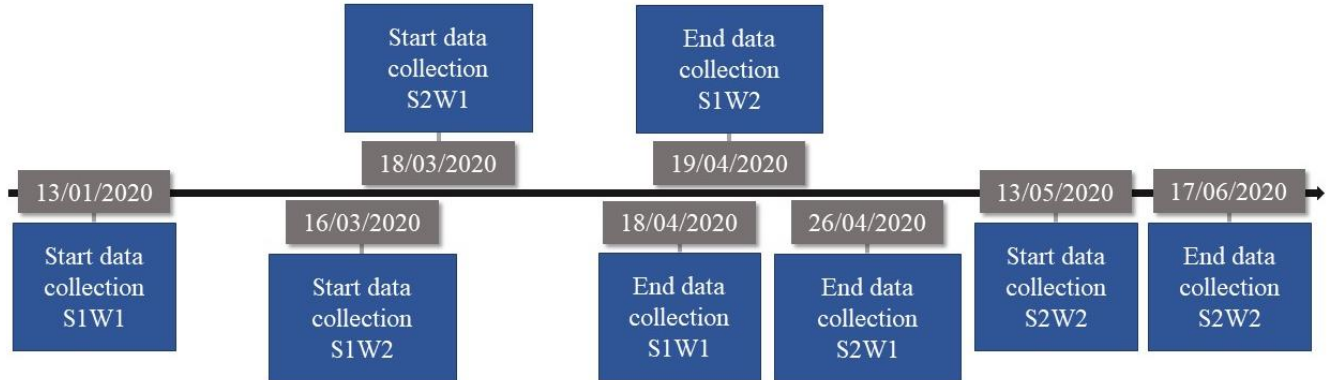 Start data
collection
S2W1
End data
collection
S1W2
18/03/2020
19/04/2020
13/01/2020
13/05/2020
17/06/2020
16/03/2020
18/04/2020
26/04/2020
Start data
collection
S1W1
Start data
collection
S1W2
End data
collection
S1W1
End data
collection
S2W1
Start data
collection
S2W2
End data
collection
S2W2